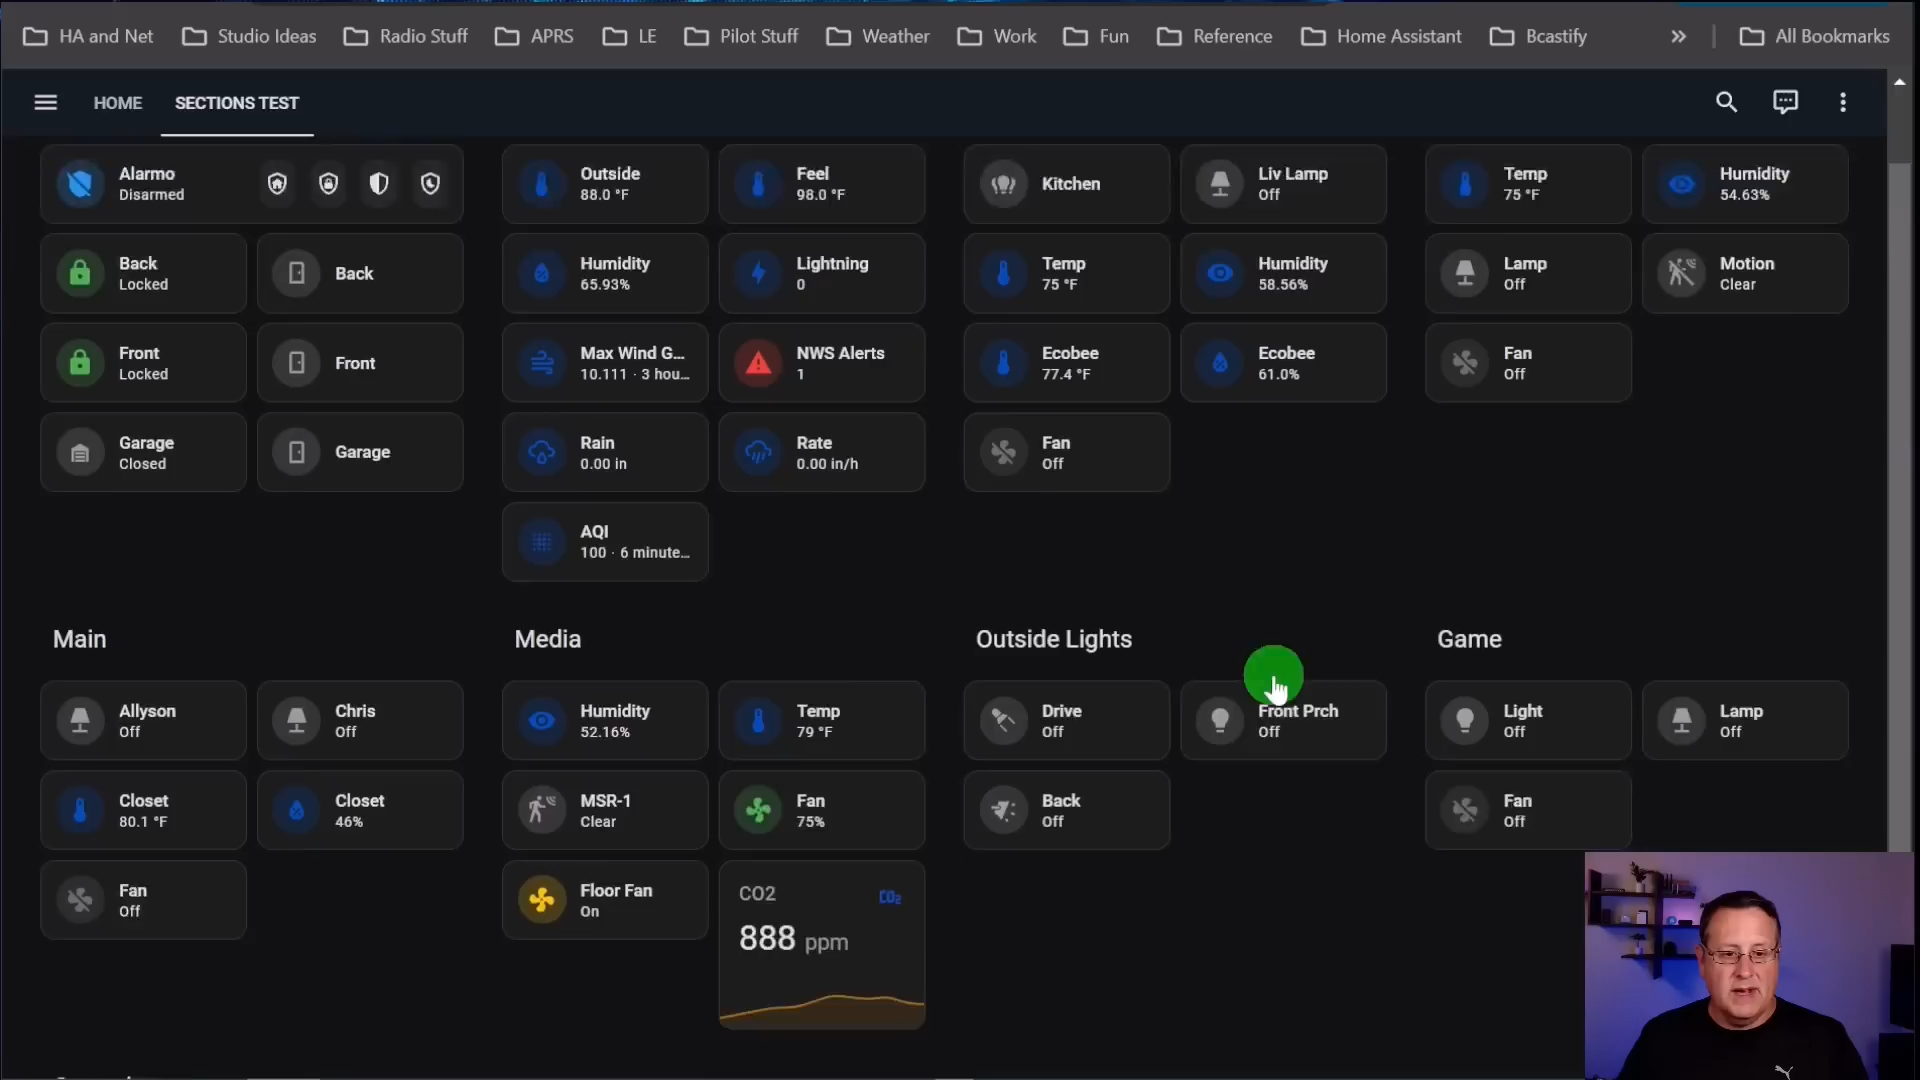 HA and Net
Studio Ideas
Radio Stuff
APRS
LE
Pilot Stuff
Weather
Work
Fun
Reference
Home Assistant
Bcastify
»
All Bookmarks
HOME
SECTIONS TEST
Alarmo
Disarmed
Back
Locked
Back
Front
Locked
Front
Garage
Closed
Garage
Outside
88.0 °F
Feel
98.0 °F
Humidity
65.93%
Lightning
0
Max Wind G...
10.111 · 3 hou...
NWS Alerts
1
Rain
0.00 in
Rate
0.00 in/h
AQI
100 · 6 minute...
Kitchen
Liv Lamp
Off
Temp
75 °F
Humidity
58.56%
Ecobee
77.4 °F
Ecobee
61.0%
Fan
Off
Temp
75 °F
Humidity
54.63%
Lamp
Off
Motion
Clear
Fan
Off
Main
Allyson
Off
Chris
Off
Closet
80.1 °F
Closet
46%
Fan
Off
Media
Humidity
52.16%
Temp
79 °F
MSR-1
Clear
Fan
75%
Floor Fan
On
CO2
CO₂
888 ppm
Outside Lights
Drive
Off
Front Prch
Off
Back
Off
Game
Light
Off
Lamp
Off
Fan
Off